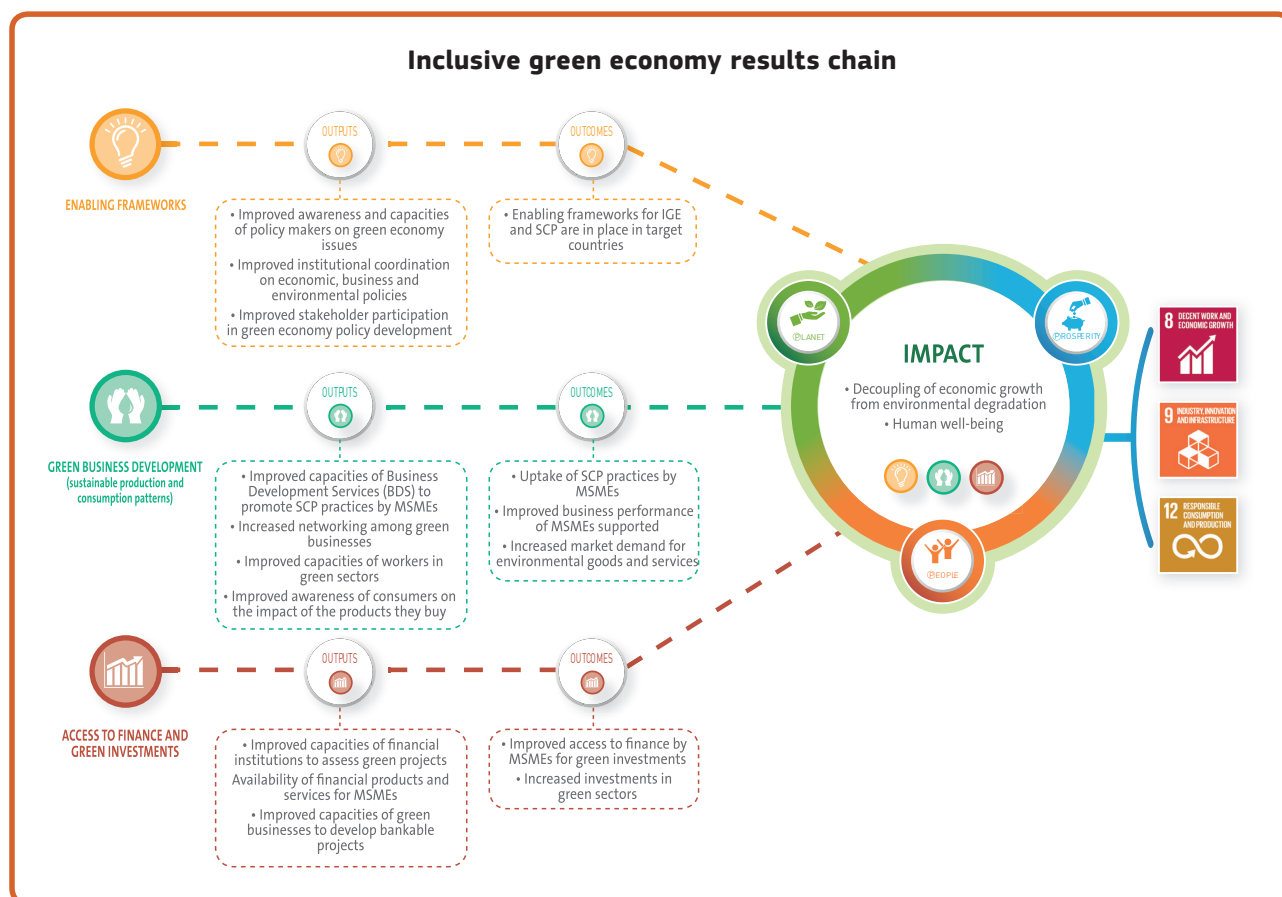 Inclusive green economy results chain
ENABLING FRAMEWORKS
OUTPUTS
• Improved awareness and capacities
of policy makers on green economy
issues
• Improved institutional coordination
on economic, business and
environmental policies
• Improved stakeholder participation
in green economy policy development
OUTCOMES
• Enabling frameworks for IGE
and SCP are in place in target
countries
GREEN BUSINESS DEVELOPMENT
(sustainable production and
consumption patterns)
OUTPUTS
• Improved capacities of Business
Development Services (BDS) to
promote SCP practices by MSMEs
• Increased networking among green
businesses
• Improved capacities of workers in
green sectors
• Improved awareness of consumers on
the impact of the products they buy
OUTCOMES
• Uptake of SCP practices by
MSMEs
• Improved business performance
of MSMEs supported
• Increased market demand for
environmental goods and services
ACCESS TO FINANCE AND
GREEN INVESTMENTS
OUTPUTS
• Improved capacities of financial
institutions to assess green projects
Availability of financial products and
services for MSMEs
• Improved capacities of green
businesses to develop bankable
projects
OUTCOMES
• Improved access to finance by
MSMEs for green investments
• Increased investments in
green sectors
PLANET
PROSPERITY
IMPACT
• Decoupling of economic growth
from environmental degradation
• Human well-being
PEOPLE
8 DECENT WORK AND
ECONOMIC GROWTH
9 INDUSTRY, INNOVATION
AND INFRASTRUCTURE
12 RESPONSIBLE
CONSUMPTION
AND PRODUCTION